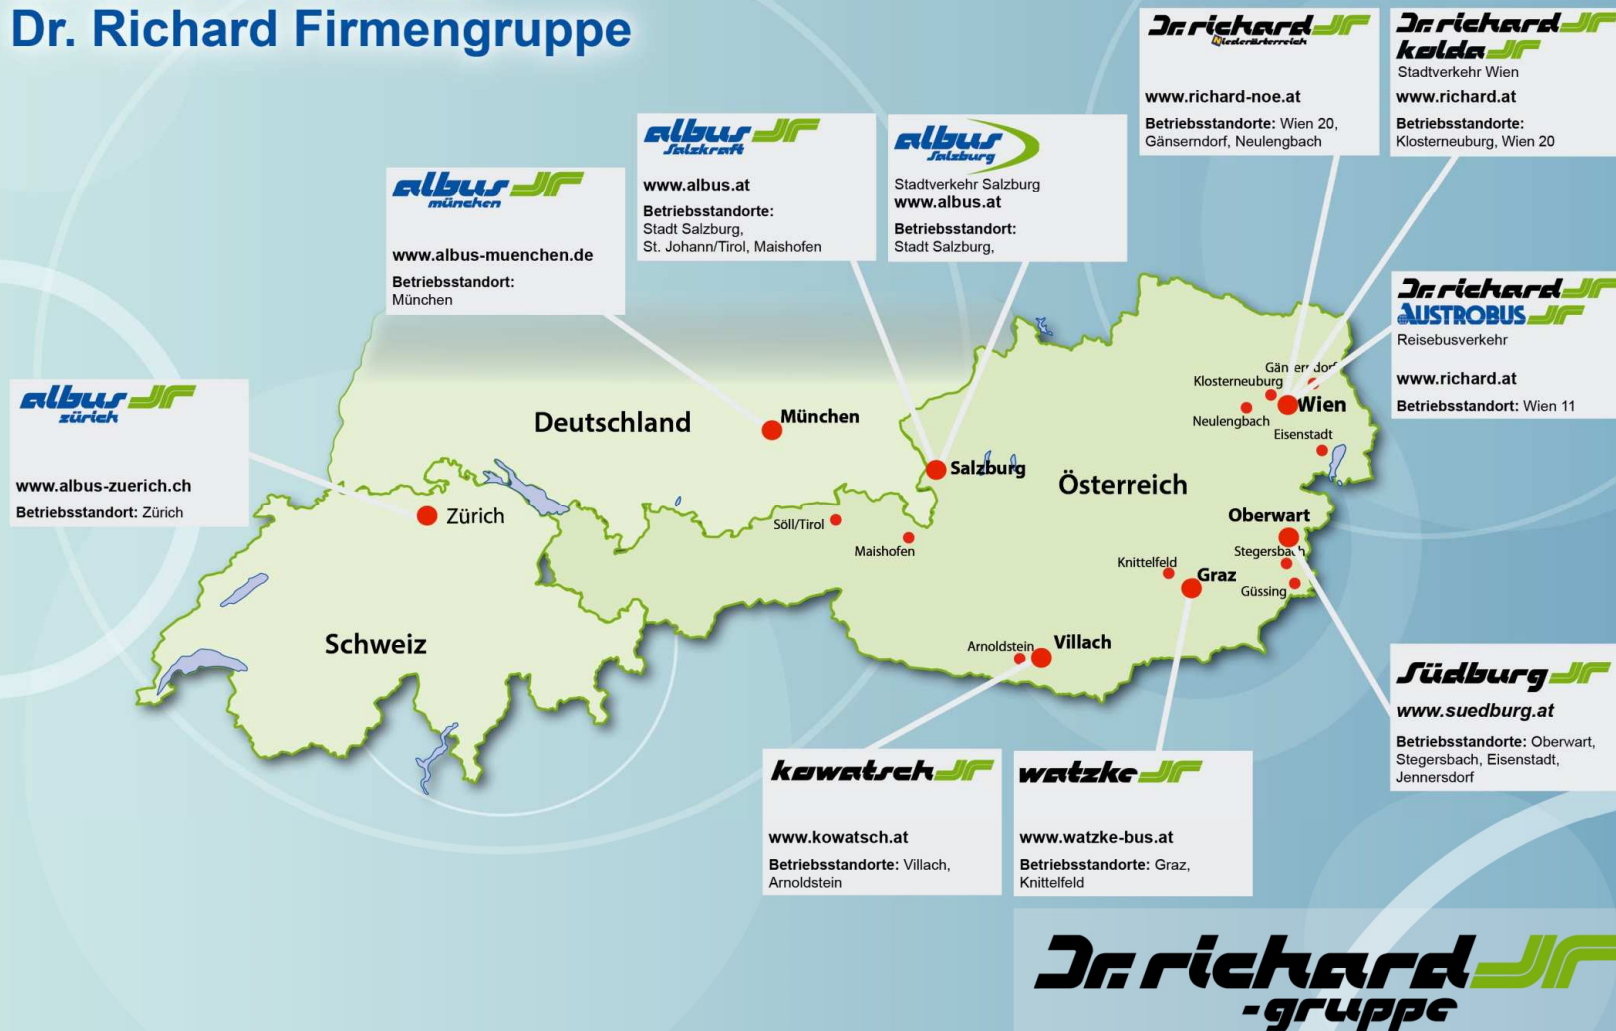 Dr. Richard Firmengruppe
Dr. richard
Niederösterreich
www.richard-noe.at
Betriebsstandorte: Wien 20,
Gänserndorf, Neulengbach
Dr. richard
kolda
Stadtverkehr Wien
www.richard.at
Betriebsstandorte:
Klosterneuburg, Wien 20
albus
Salzkraft
www.albus.at
Betriebsstandorte:
Stadt Salzburg,
St. Johann/Tirol, Maishofen
albus
Salzburg
Stadtverkehr Salzburg
www.albus.at
Betriebsstandort:
Stadt Salzburg,
albus
münchen
www.albus-muenchen.de
Betriebsstandort:
München
Dr. richard
AUSTROBUS
Reisebusverkehr
www.richard.at
Betriebsstandort: Wien 11
albus
zürich
www.albus-zuerich.ch
Betriebsstandort: Zürich
Gänserndorf
Klosterneuburg
Wien
Neulengbach
Eisenstadt
Deutschland
München
Salzburg
Österreich
Zürich
Oberwart
Söll/Tirol
Maishofen
Stegersbach
Knittelfeld
Graz
Güssing
Schweiz
Arnoldstein
Villach
Südburg
www.suedburg.at
Betriebsstandorte: Oberwart,
Stegersbach, Eisenstadt,
Jennersdorf
kowatsch
www.kowatsch.at
Betriebsstandorte: Villach,
Arnoldstein
watzke
www.watzke-bus.at
Betriebsstandorte: Graz,
Knittelfeld
Dr. richard
-gruppe